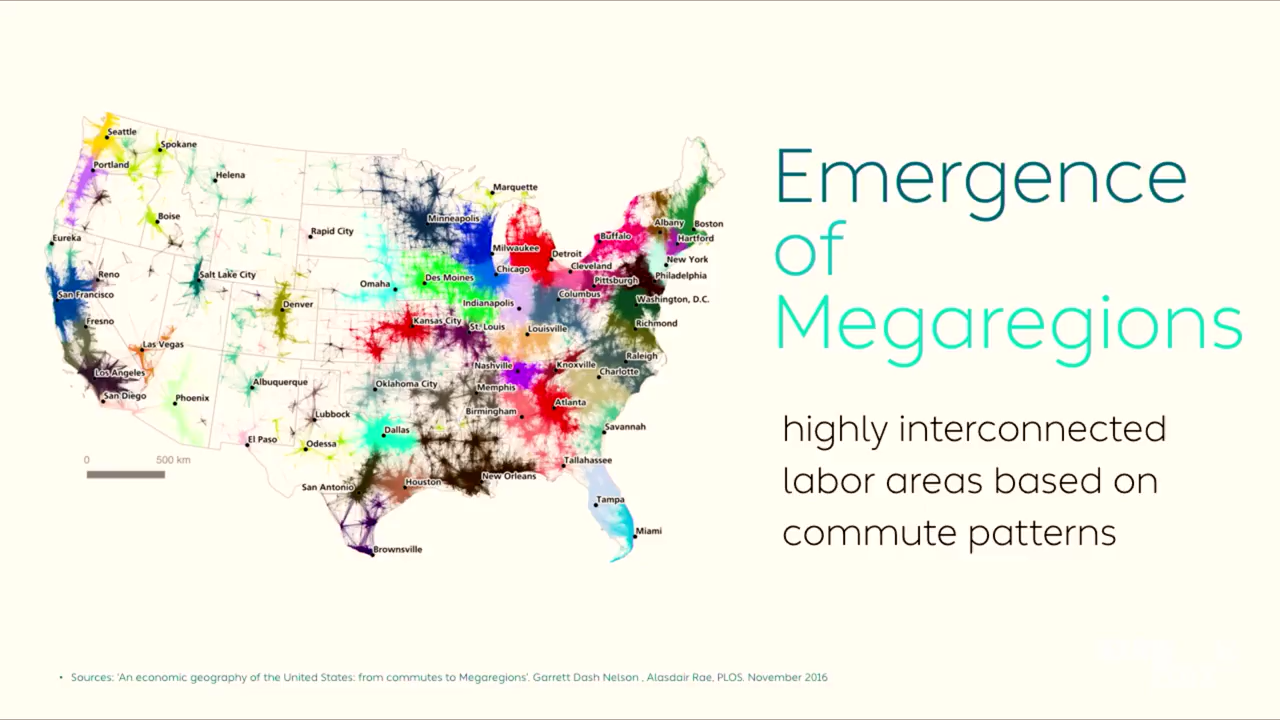 Emergence
of
Megaregions
highly interconnected
labor areas based on
commute patterns
Seattle
Spokane
Portland
Helena
Marquette
Boise
Minneapolis
Albany
Boston
Eureka
Rapid City
Buffalo
Hartford
Milwaukee
Detroit
New York
Reno
Salt Lake City
Chicago
Cleveland
Philadelphia
Des Moines
Pittsburgh
Omaha
San Francisco
Columbus
Washington, D.C.
Denver
Indianapolis
Fresno
Kansas City
St. Louis
Louisville
Richmond
Las Vegas
Raleigh
Los Angeles
Nashville
Knoxville
Charlotte
Albuquerque
Oklahoma City
Memphis
San Diego
Phoenix
Atlanta
Birmingham
Lubbock
Savannah
Dallas
El Paso
Odessa
Tallahassee
0
500 km
New Orleans
San Antonio
Houston
Tampa
Miami
Brownsville
• Sources: 'An economic geography of the United States: from commutes to Megaregions'. Garrett Dash Nelson , Alasdair Rae, PLOS. November 2016